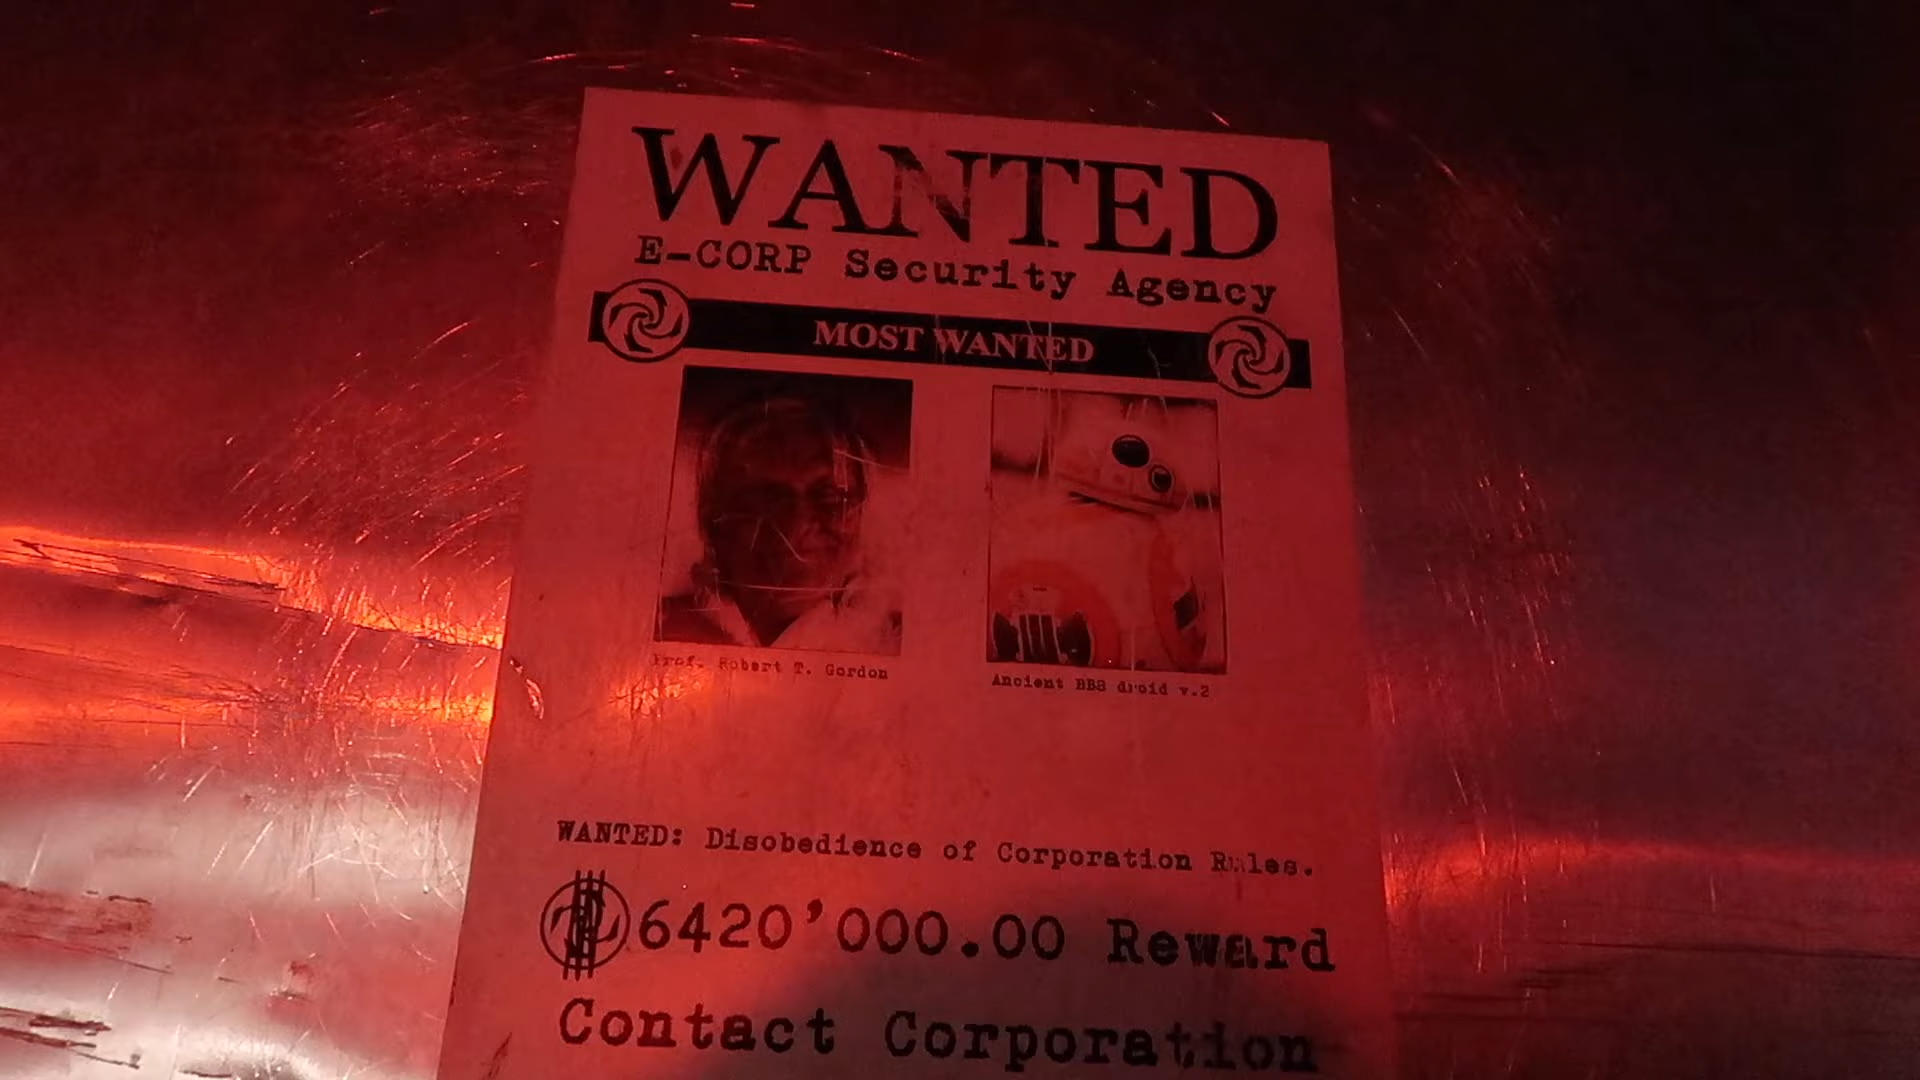 WANTED
E-CORP Security Agency
MOST WANTED
Prof. Robert T. Gordon
Ancient BB8 droid v.2
WANTED: Disobedience of Corporation Rules.
6420'000.00 Reward
Contact Corporation